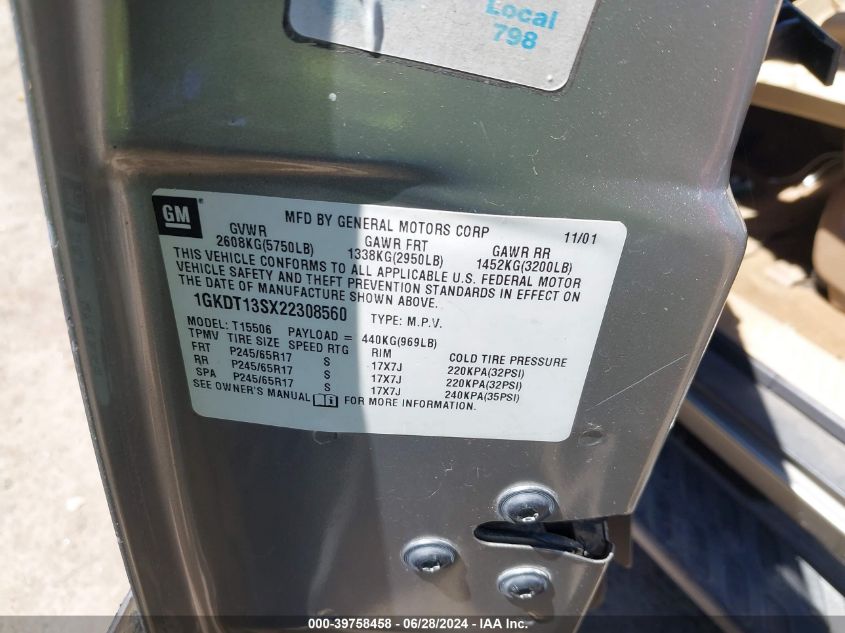 Local
798
GM
MFD BY GENERAL MOTORS CORP 11/01
GVWR GAWR FRT GAWR RR
2608KG(5750LB) 1338KG(2950LB) 1452KG(3200LB)
THIS VEHICLE CONFORMS TO ALL APPLICABLE U.S. FEDERAL MOTOR
VEHICLE SAFETY AND THEFT PREVENTION STANDARDS IN EFFECT ON
THE DATE OF MANUFACTURE SHOWN ABOVE.
1GKDT13SX22308560 TYPE: M.P.V.
MODEL: T15506 PAYLOAD = 440KG(969LB)
TPMV TIRE SIZE SPEED RTG RIM COLD TIRE PRESSURE
FRT P245/65R17 S 17X7J 220KPA(32PSI)
RR P245/65R17 S 17X7J 220KPA(32PSI)
SPA P245/65R17 S 17X7J 240KPA(35PSI)
SEE OWNER'S MANUAL FOR MORE INFORMATION.
000-39758458 - 06/28/2024 - IAA Inc.